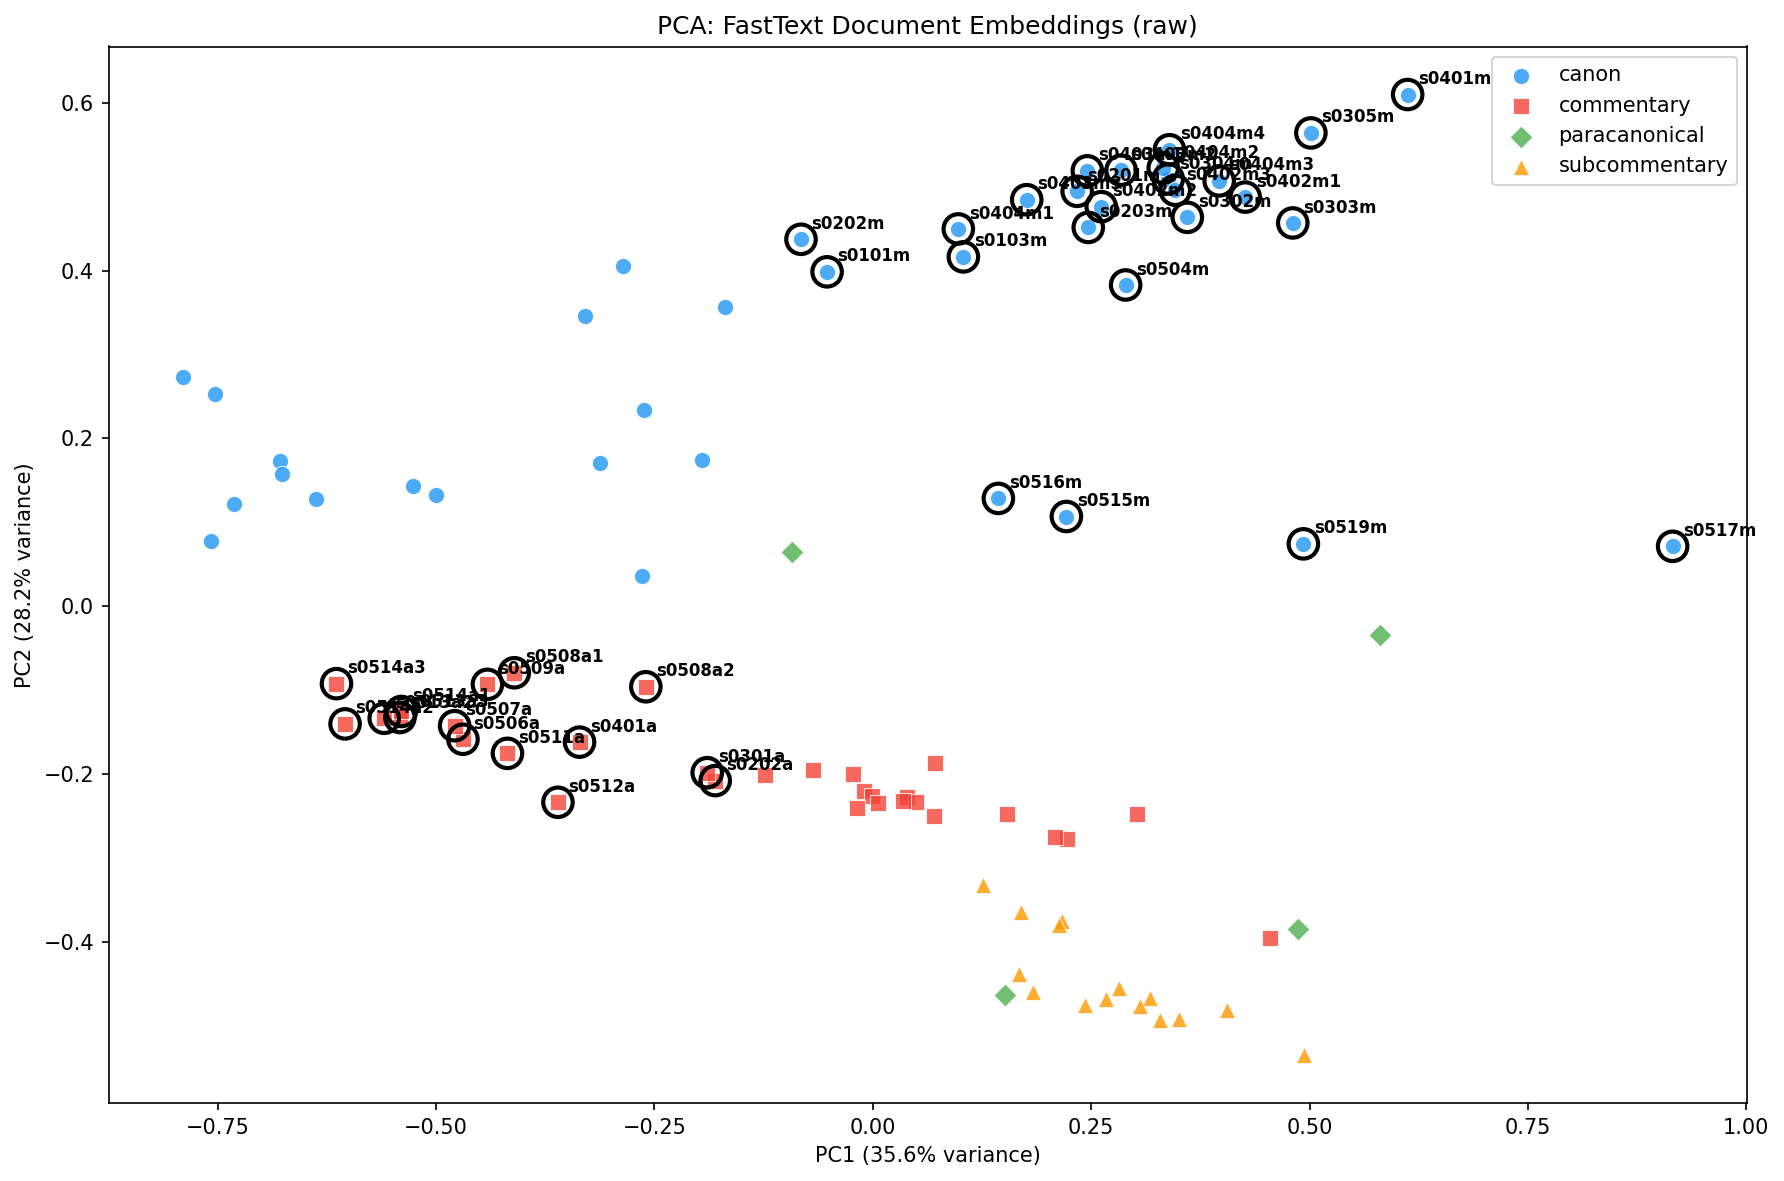 PCA: FastText Document Embeddings (raw)
canon
commentary
paracanonical
subcommentary
s0401m
s0305m
s0404m4
s0404m2
s0404m3
s0402m3
s0402m1
s0201m
s0402m2
s0302m
s0303m
s0203m
s0404m1
s0202m
s0103m
s0101m
s0504m
s0516m
s0515m
s0519m
s0517m
s0508a1
s0509a
s0508a2
s0514a3
s0514a1
s0507a
s0506a
s0511a
s0401a
s0301a
s0202a
s0512a
0.6
0.4
0.2
0.0
−0.2
−0.4
PC2 (28.2% variance)
−0.75
−0.50
−0.25
0.00
0.25
0.50
0.75
1.00
PC1 (35.6% variance)